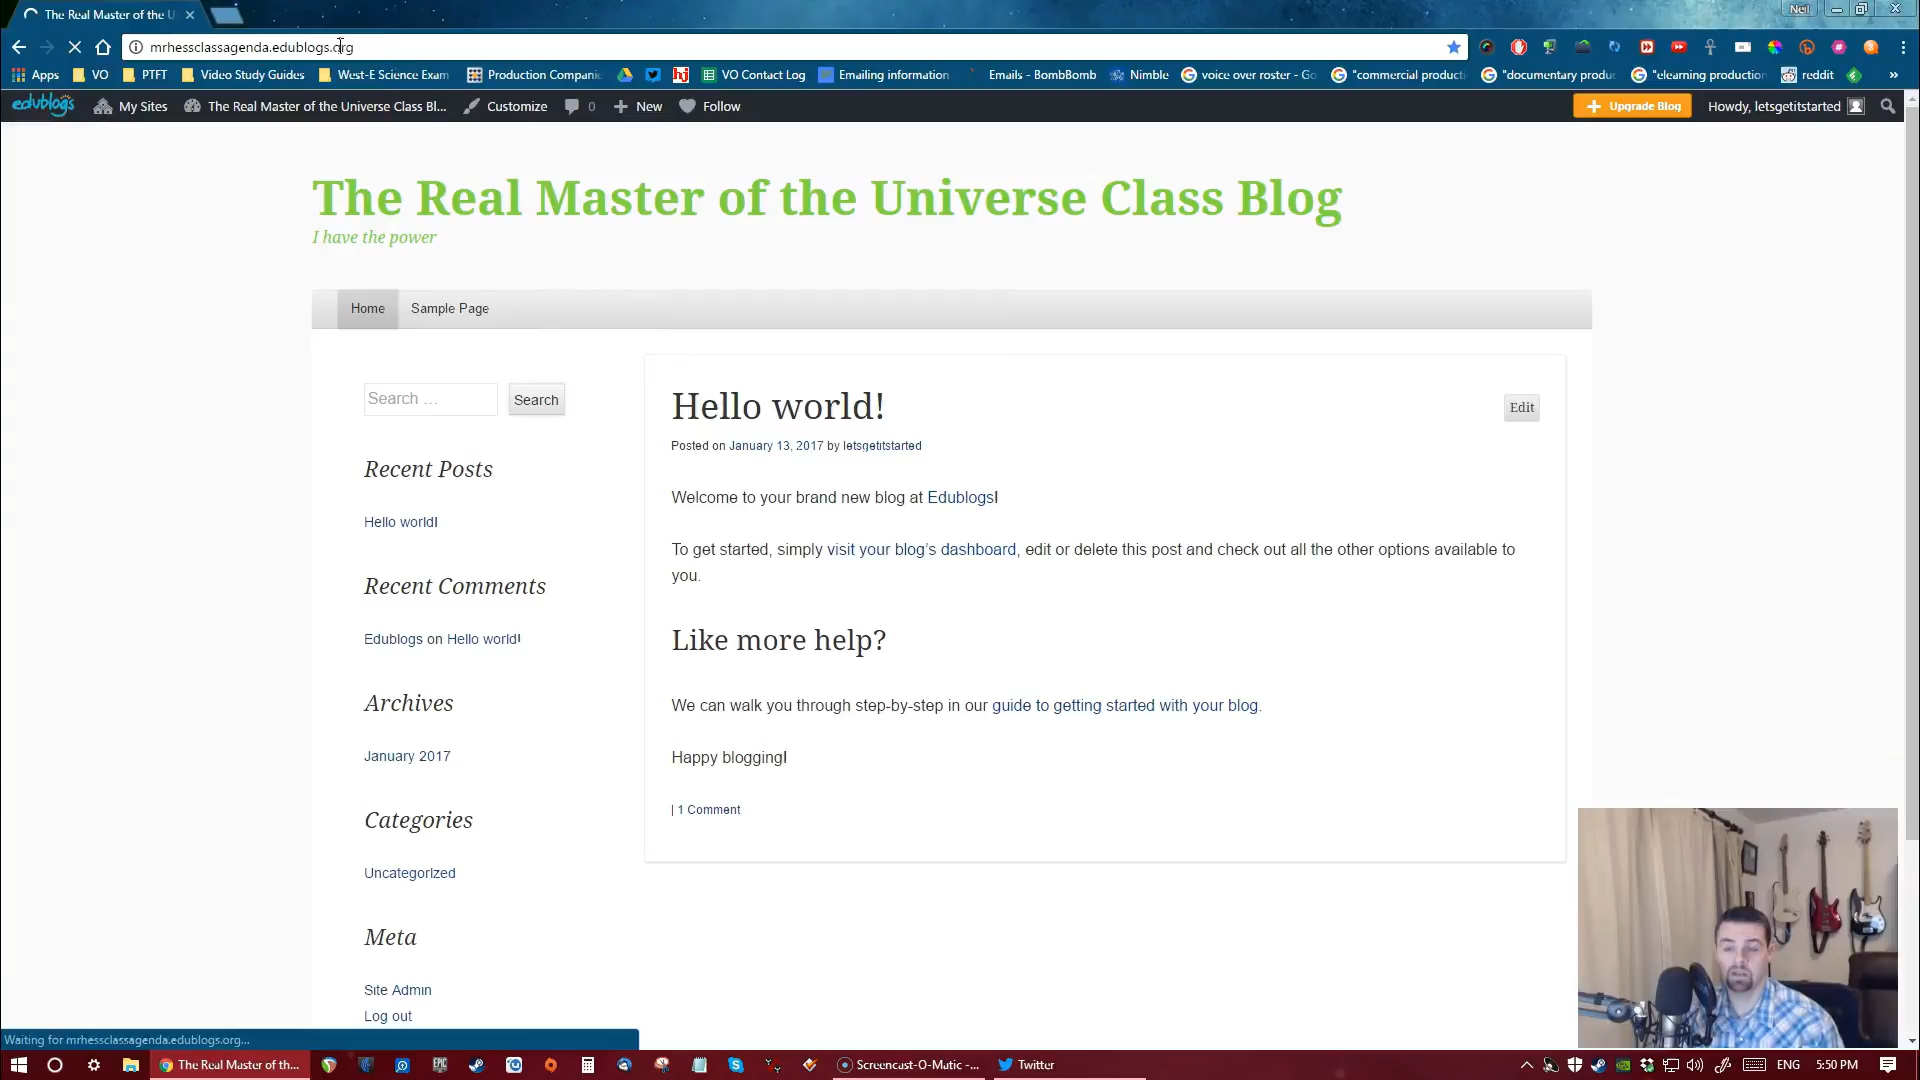 The Real Master of the U
Neil
mrhessclassagenda.edublogs.org
Apps VO PTFT Video Study Guides West-E Science Exam Production Companie VO Contact Log Emailing information Emails - BombBomb Nimble voice over roster - Go "commercial producti "documentary produc "elearning production reddit »
edublogs My Sites The Real Master of the Universe Class Bl... Customize 0 New Follow Upgrade Blog Howdy, letsgetitstarted
The Real Master of the Universe Class Blog
I have the power
Home Sample Page
Search … Search
Recent Posts
Hello world!
Recent Comments
Edublogs on Hello world!
Archives
January 2017
Categories
Uncategorized
Meta
Site Admin
Log out
Hello world!
Edit
Posted on January 13, 2017 by letsgetitstarted
Welcome to your brand new blog at Edublogs!
To get started, simply visit your blog's dashboard, edit or delete this post and check out all the other options available to
you.
Like more help?
We can walk you through step-by-step in our guide to getting started with your blog.
Happy blogging!
| 1 Comment
Waiting for mrhessclassagenda.edublogs.org...
The Real Master of th... EPIC Screencast-O-Matic -... Twitter ENG 5:50 PM